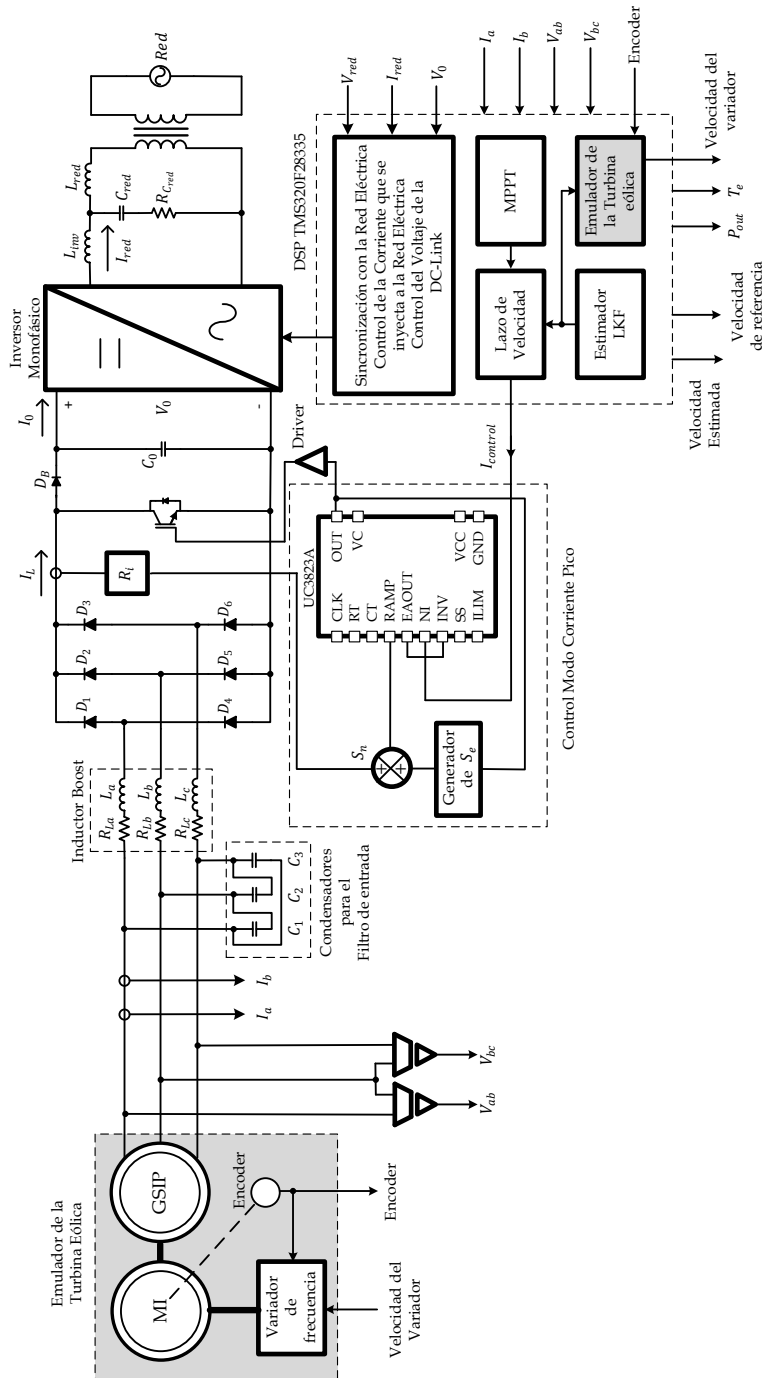 Emulador de la
Turbina Eólica
MI
GSIP
Encoder
Variador
de
frecuencia
Encoder
Velocidad del
Variador
V_ab
V_bc
I_a
I_b
Inductor Boost
R_La
L_a
R_Lb
L_b
R_Lc
L_c
C_1
C_2
C_3
Condensadores
para el
Filtro de entrada
D_1
D_2
D_3
D_4
D_5
D_6
I_L
R_i
D_B
C_0
I_0
+
V_0
-
Driver
Inversor
Monofásico
L_inv
I_red
L_red
C_red
R_C_red
Red
S_n
+
+
Generador
de S_e
UC3823A
CLK
RT
CT
RAMP
EAOUT
NI
INV
SS
ILIM
OUT
VC
VCC
GND
Control Modo Corriente Pico
I_control
DSP TMS320F28335
Sincronización con la Red Eléctrica
Control de la Corriente que se
inyecta a la Red Eléctrica
Control del Voltaje de la
DC-Link
V_red
I_red
V_0
MPPT
Lazo de
Velocidad
Estimador
LKF
Emulador de
la Turbina
eólica
I_a
I_b
V_ab
V_bc
Encoder
Velocidad
Estimada
Velocidad
de referencia
P_out
T_e
Velocidad del
variador